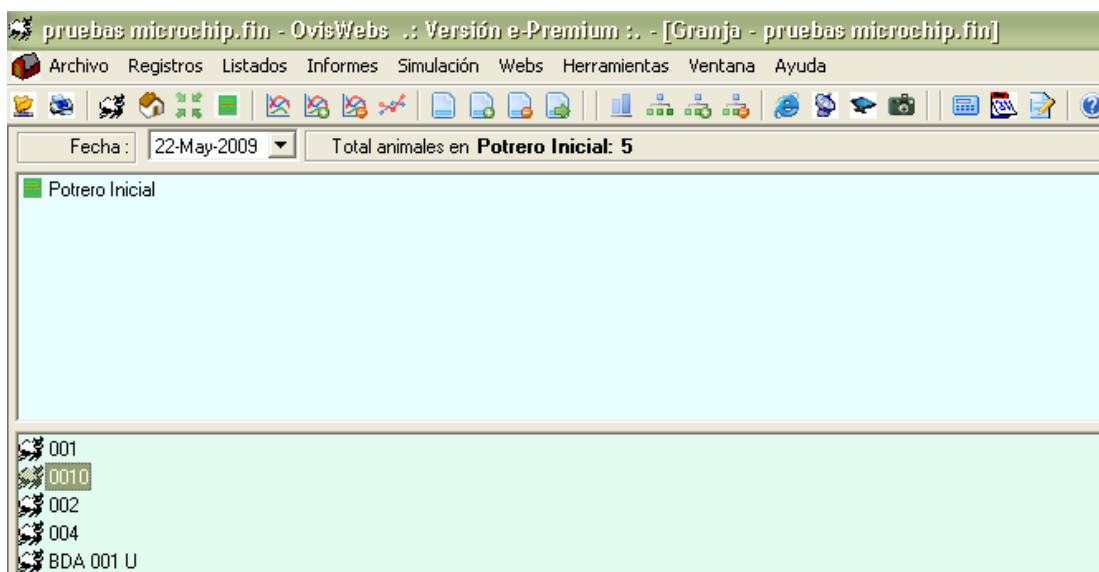 pruebas microchip.fin - OvisWebs .: Versión e-Premium :. - [Granja - pruebas microchip.fin]
Archivo Registros Listados Informes Simulación Webs Herramientas Ventana Ayuda
Fecha : 22-May-2009 Total animales en Potrero Inicial: 5
Potrero Inicial
001
0010
002
004
BDA 001 U